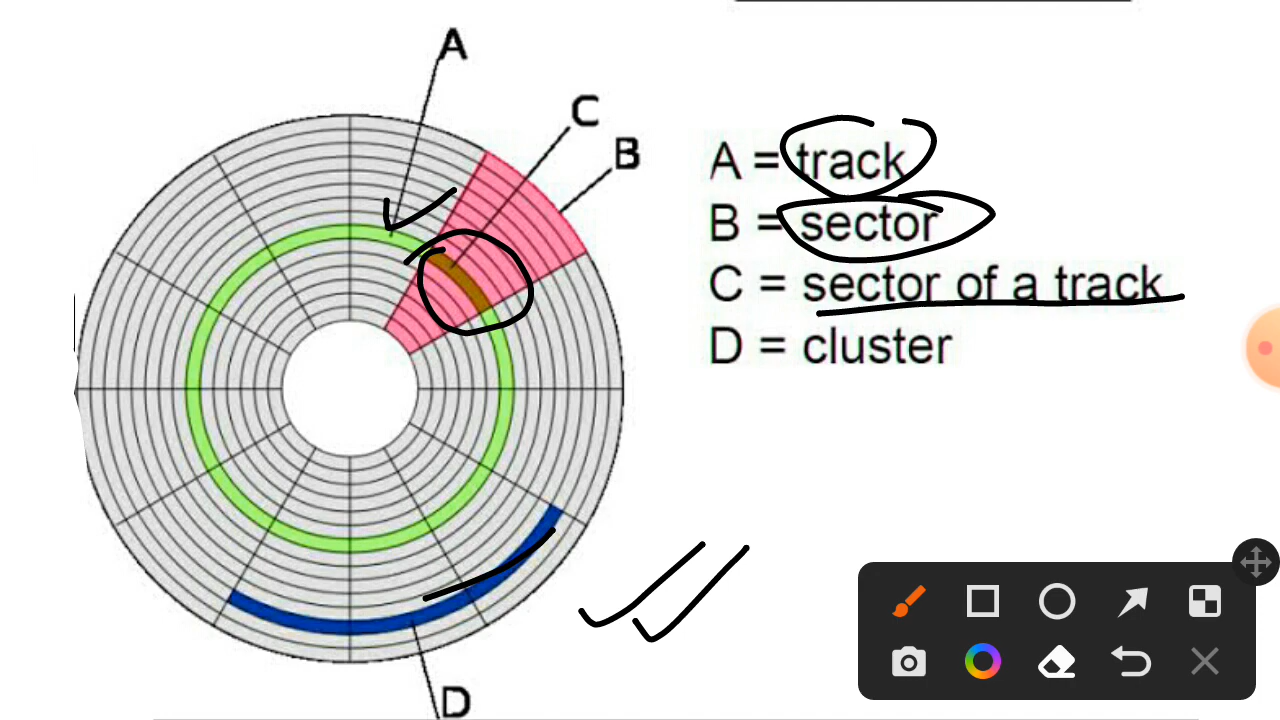 A
C
B
A = track
B = sector
C = sector of a track
D = cluster
D